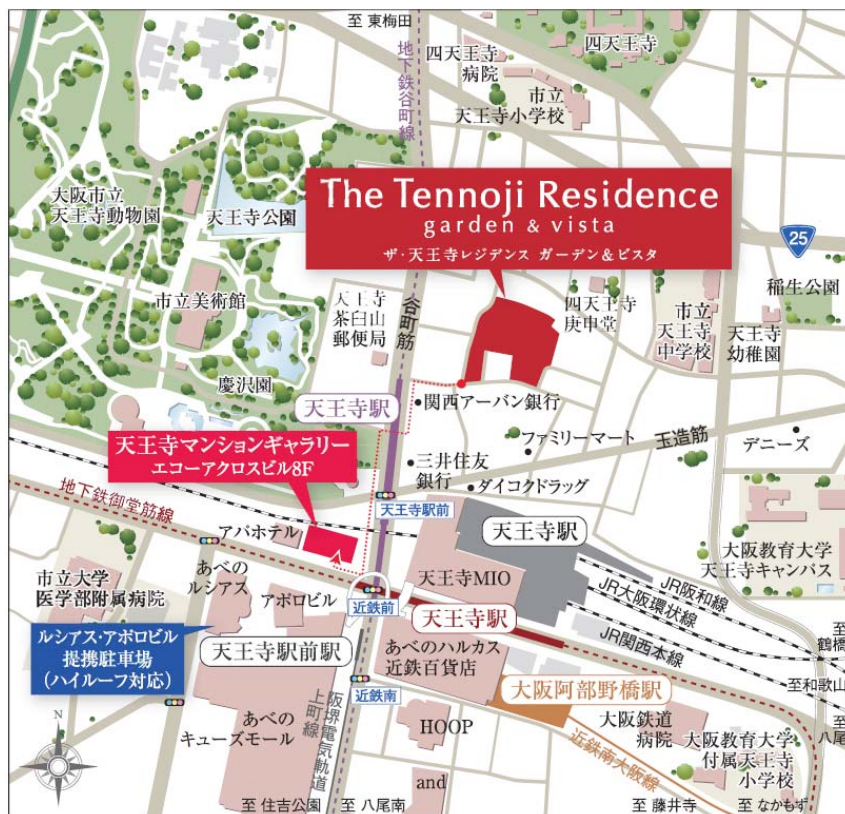 至 東梅田
地下鉄谷町線
四天王寺
病院
四天王寺
市立
天王寺小学校
大阪市立
天王寺動物園
天王寺公園
The Tennoji Residence
garden & vista
ザ・天王寺レジデンス ガーデン&ビスタ
25
稲生公園
市立美術館
天王寺
茶臼山
郵便局
谷町筋
四天王寺
庚申堂
市立
天王寺
中学校
天王寺
幼稚園
慶沢園
天王寺駅
•関西アーバン銀行
天王寺マンションギャラリー
エコーアクロスビル8F
ファミリーマート
玉造筋
デニーズ
•三井住友
銀行
•ダイコクドラッグ
地下鉄御堂筋線
天王寺駅前
天王寺駅
アパホテル
大阪教育大学
天王寺キャンパス
市立大学
医学部附属病院
あべの
ルシアス
アポロビル
天王寺MIO
JR阪和線
JR大阪環状線
JR関西本線
近鉄前
天王寺駅
至
鶴橋
ルシアス・アポロビル
提携駐車場
(ハイルーフ対応)
天王寺駅前駅
あべのハルカス
近鉄百貨店
至和歌山
近鉄南
大阪阿部野橋駅
至
八尾
あべの
キューズモール
阪堺電気軌道
上町線
HOOP
近鉄南大阪線
大阪鉄道
病院
大阪教育大学
付属天王寺
小学校
N
and
至 住吉公園
至 八尾南
至 藤井寺
至 なかもず